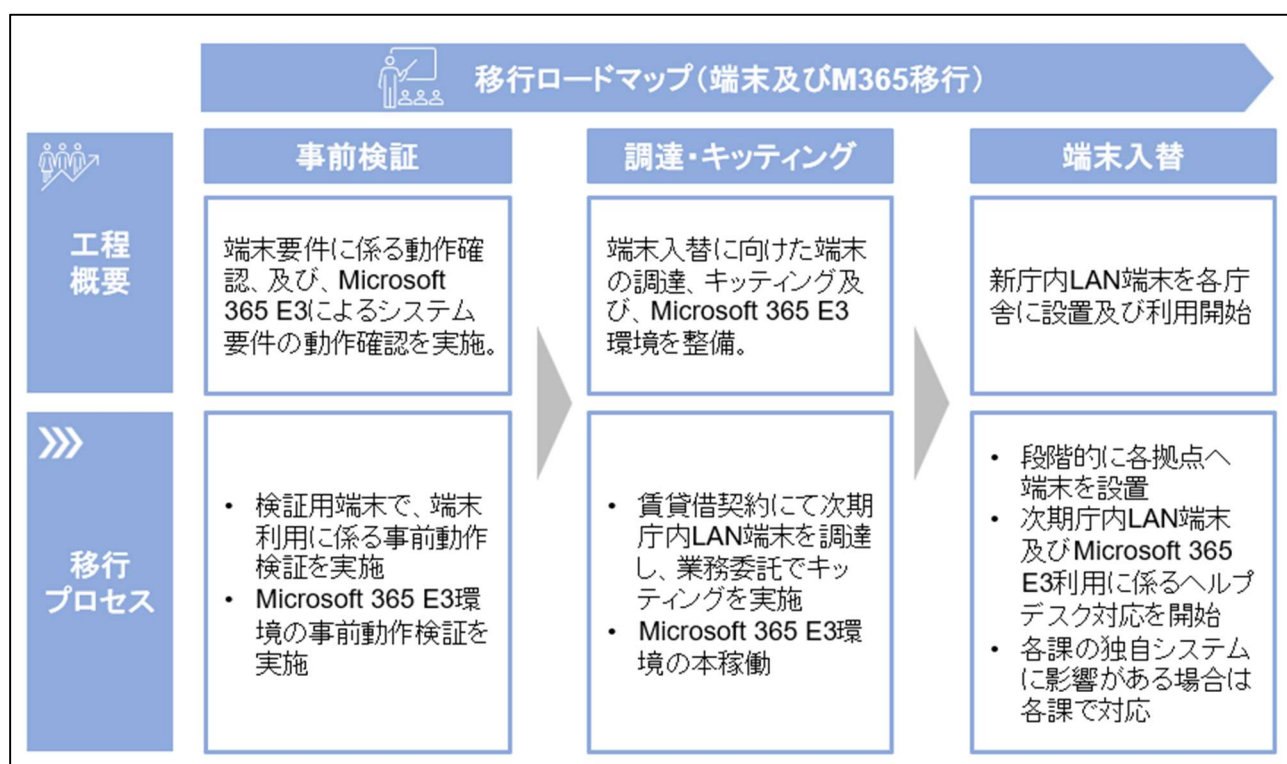 移行ロードマップ（端末及びM365移行）
事前検証
調達・キッティング
端末入替
工程
概要
端末要件に係る動作確
認、及び、Microsoft
365 E3によるシステム
要件の動作確認を実施。
端末入替に向けた端末
の調達、キッティング及
び、Microsoft 365 E3
環境を整備。
新庁内LAN端末を各庁
舎に設置及び利用開始
移行
プロセス
• 検証用端末で、端末
利用に係る事前動作
検証を実施
• Microsoft 365 E3環
境の事前動作検証を
実施
• 賃貸借契約にて次期
庁内LAN端末を調達
し、業務委託でキッ
ティングを実施
• Microsoft 365 E3環
境の本稼働
• 段階的に各拠点へ
端末を設置
• 次期庁内LAN端末
及びMicrosoft 365
E3利用に係るヘルプ
デスク対応を開始
• 各課の独自システム
に影響がある場合は
各課で対応